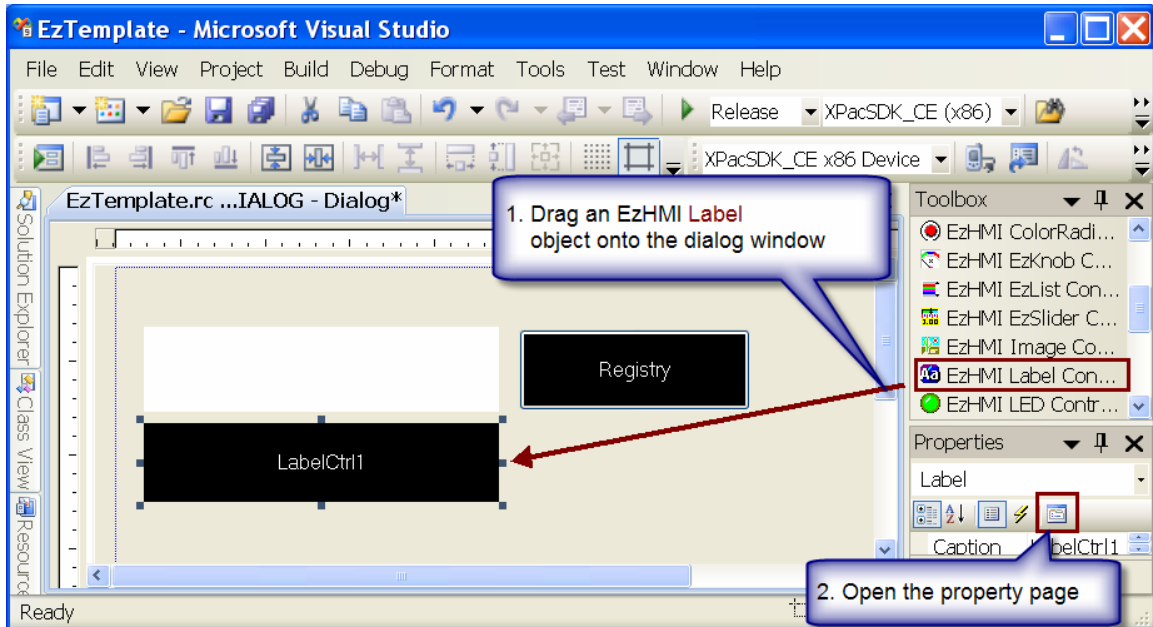 EzTemplate - Microsoft Visual Studio
File Edit View Project Build Debug Format Tools Test Window Help
Release XPacSDK_CE (x86)
XPacSDK_CE x86 Device
EzTemplate.rc ...IALOG - Dialog*
Solution Explorer
Class View
Resource
1. Drag an EzHMI Label
object onto the dialog window
Registry
LabelCtrl1
Toolbox
EzHMI ColorRadi...
EzHMI EzKnob C...
EzHMI EzList Con...
EzHMI EzSlider C...
EzHMI Image Co...
EzHMI Label Con...
EzHMI LED Contr...
Properties
Label
Caption belCtrl1
2. Open the property page
Ready